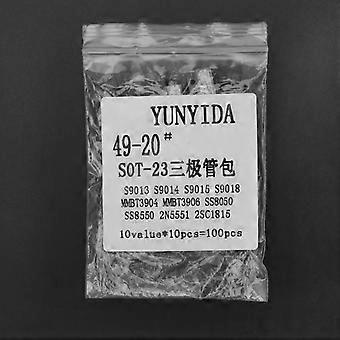 YUNYIDA
49-20#
SOT-23三极管包
S9013 S9014 S9015 S9018
MMBT3904 MMBT3906 SS8050
SS8550 2N5551 2SC1815
10value*10pcs=100pcs